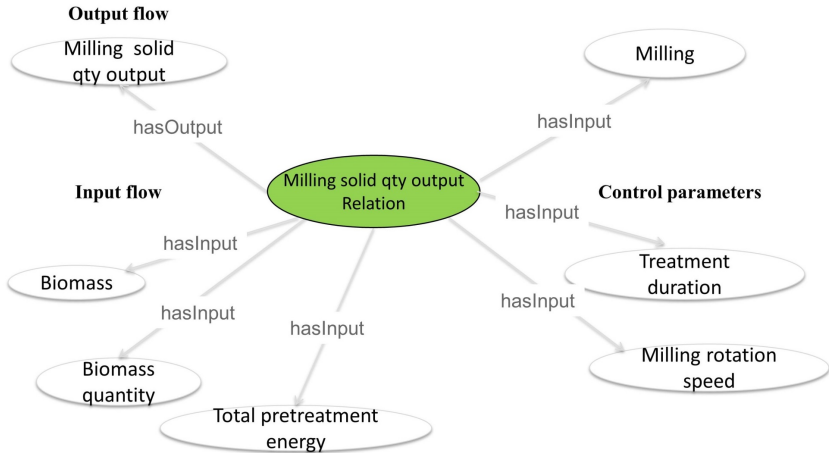 Output flow
Milling solid
qty output
Milling
hasOutput
hasInput
Milling solid qty output
Relation
Input flow
Control parameters
hasInput
hasInput
Biomass
Treatment
duration
hasInput
hasInput
hasInput
Biomass
quantity
Milling rotation
speed
Total pretreatment
energy